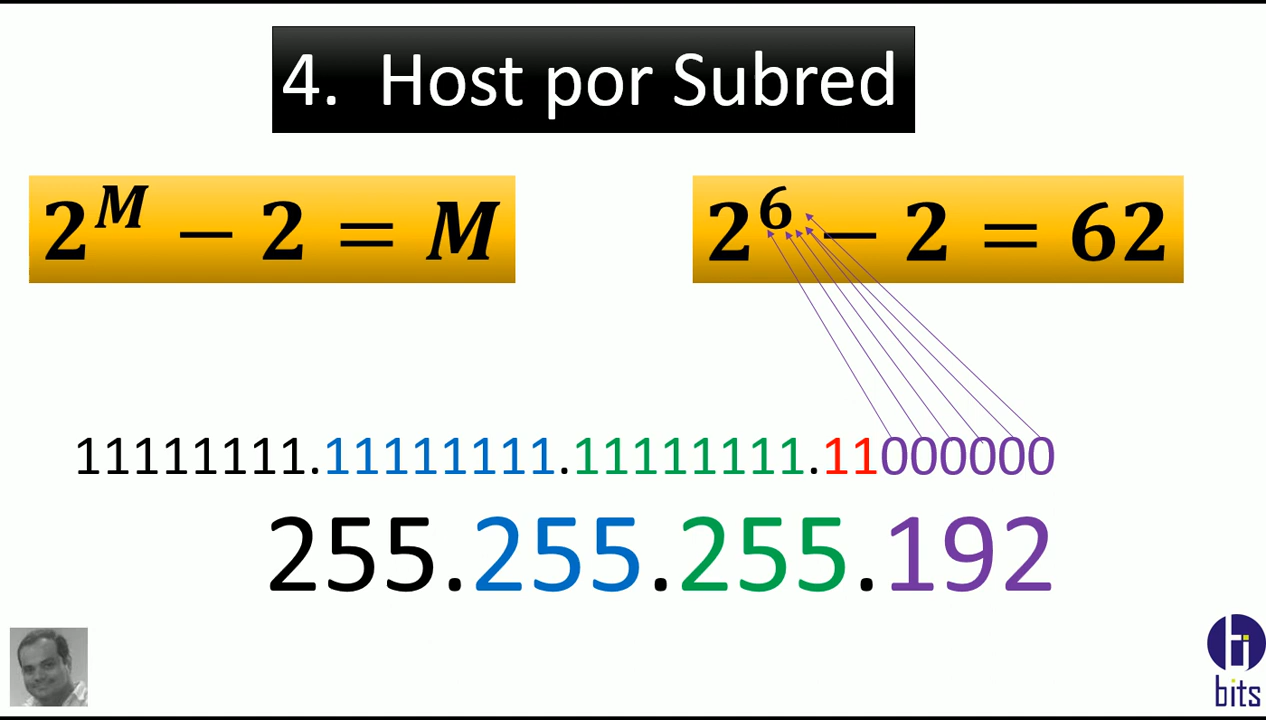 4. Host por Subred
2^M − 2 = M
2^6 − 2 = 62
11111111.11111111.11111111.11000000
255.255.255.192
bits